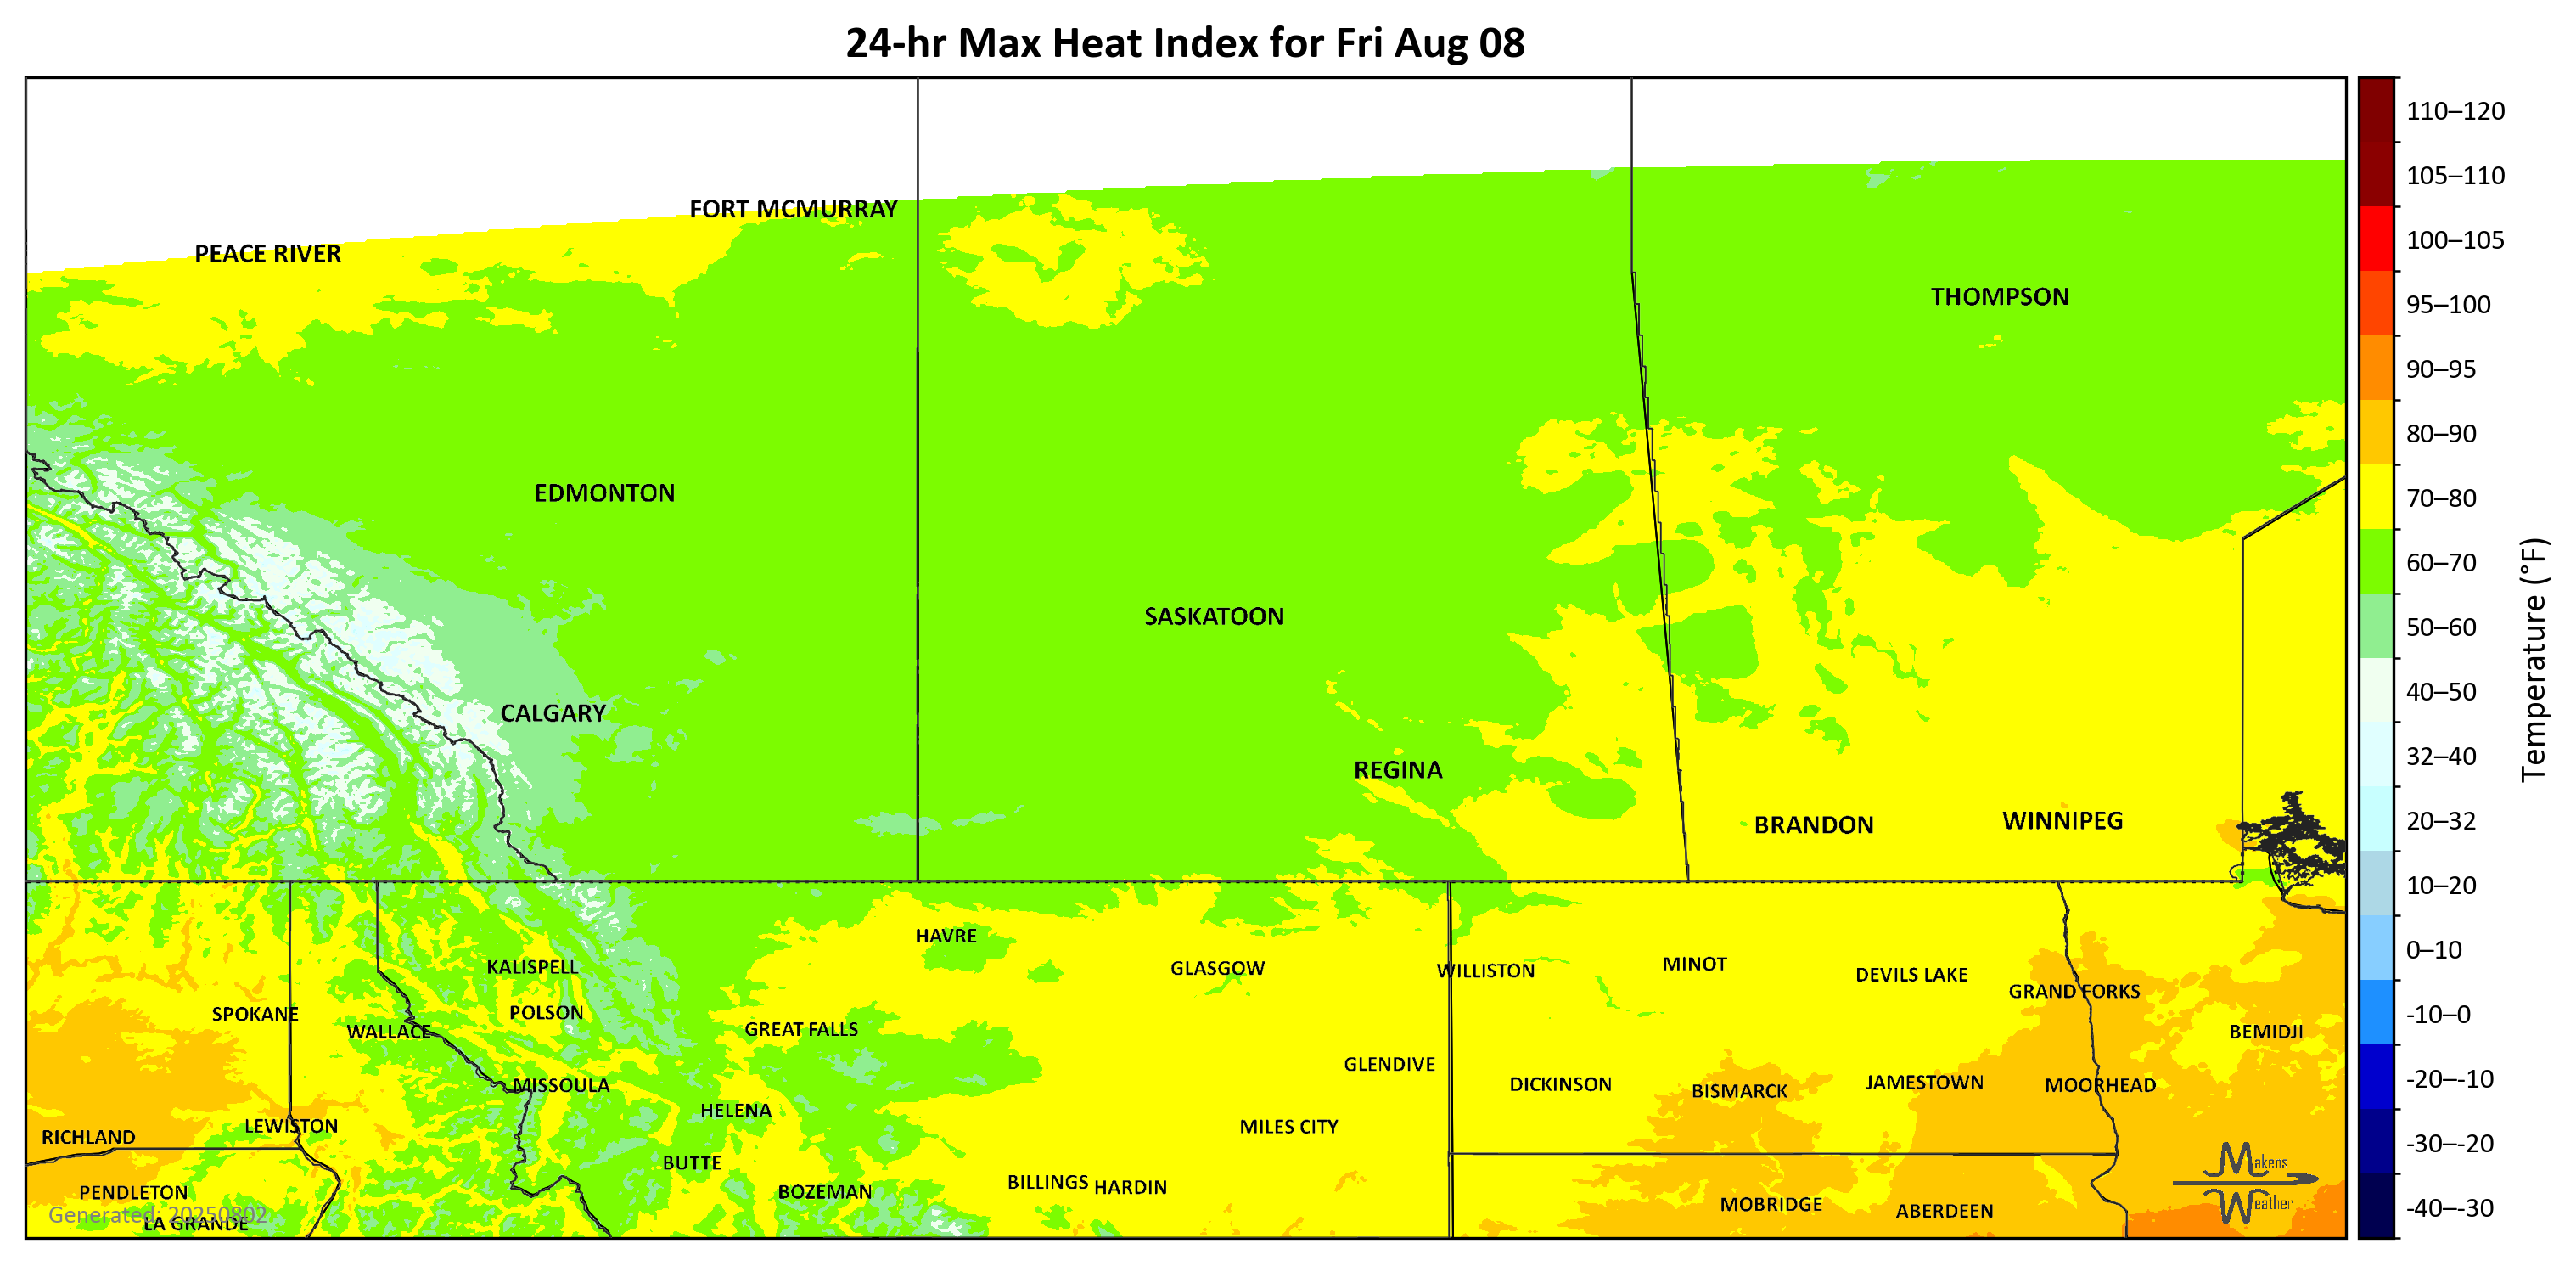 24-hr Max Heat Index for Fri Aug 08
FORT MCMURRAY
PEACE RIVER
THOMPSON
EDMONTON
SASKATOON
CALGARY
REGINA
BRANDON
WINNIPEG
HAVRE
KALISPELL
GLASGOW
WILLISTON
MINOT
DEVILS LAKE
GRAND FORKS
SPOKANE
POLSON
WALLACE
GREAT FALLS
BEMIDJI
GLENDIVE
MISSOULA
DICKINSON
BISMARCK
JAMESTOWN
MOORHEAD
HELENA
LEWISTON
MILES CITY
RICHLAND
BUTTE
PENDLETON
BOZEMAN
BILLINGS
HARDIN
MOBRIDGE
ABERDEEN
LA GRANDE
Generated: 20250802
Makens
Weather
110–120
105–110
100–105
95–100
90–95
80–90
70–80
60–70
50–60
40–50
32–40
20–32
10–20
0–10
-10–0
-20–-10
-30–-20
-40–-30
Temperature (°F)